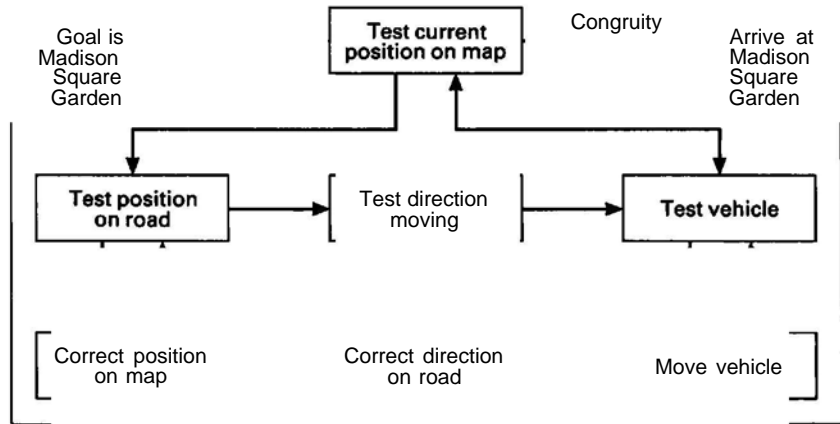 Goal is
Madison
Square
Garden
Test current
position on map
Congruity
Arrive at
Madison
Square
Garden
Test position
on road
Test direction
moving
Test vehicle
Correct position
on map
Correct direction
on road
Move vehicle